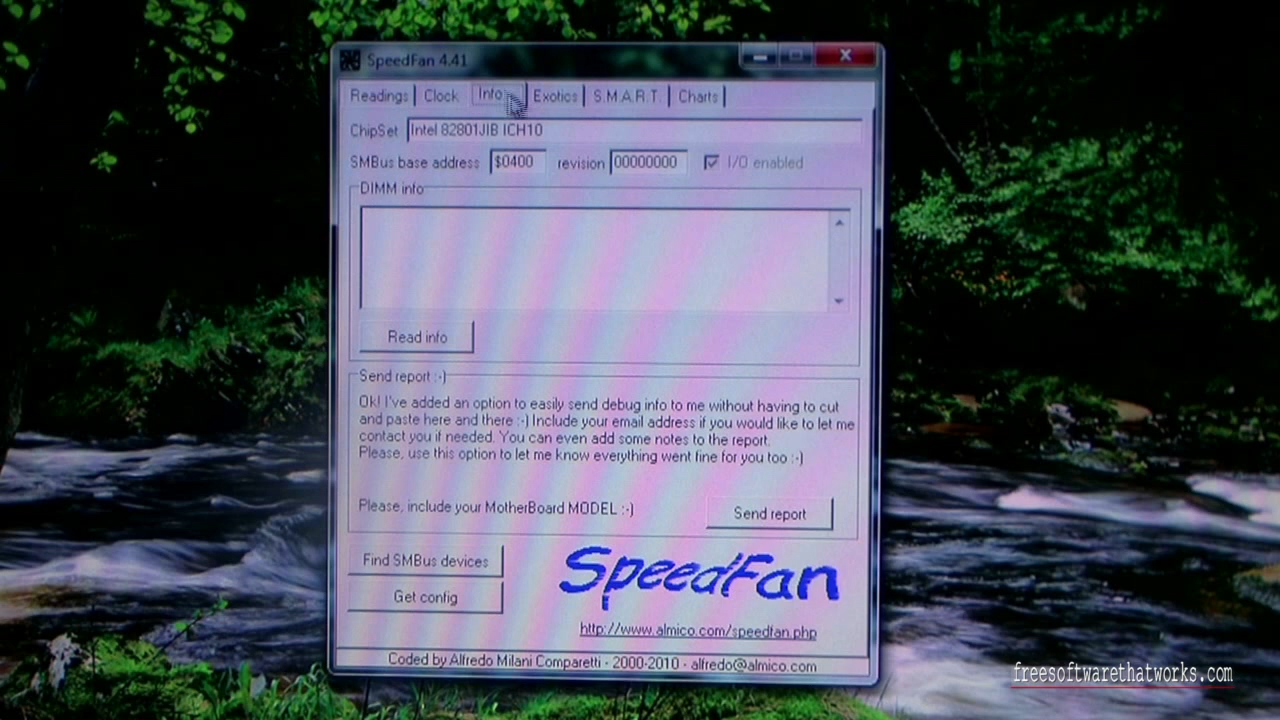 SpeedFan 4.41
Readings Clock Info Exotics S.M.A.R.T. Charts
ChipSet Intel 82801JIB ICH10
SMBus base address $0400 revision 00000000 I/O enabled
DIMM info
Read info
Send report :-)
Ok! I've added an option to easily send debug info to me without having to cut
and paste here and there :-) Include your email address if you would like to let me
contact you if needed. You can even add some notes to the report.
Please, use this option to let me know everything went fine for you too :-)
Please, include your MotherBoard MODEL :-)
Send report
Find SMBus devices
Get config
SpeedFan
http://www.almico.com/speedfan.php
Coded by Alfredo Milani Comparetti - 2000-2010 - alfredo@almico.com
freesoftwarethatworks.com